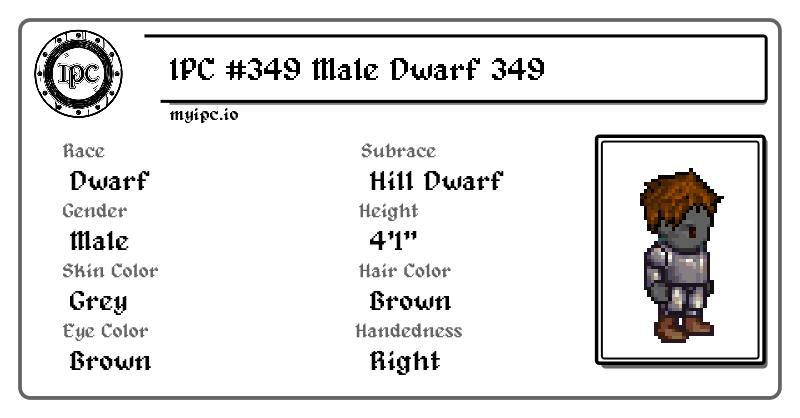 IPC
IPC #349 Male Dwarf 349
myipc.io
Race
Dwarf
Subrace
Hill Dwarf
Gender
Male
Height
4'1"
Skin Color
Grey
Hair Color
Brown
Eye Color
Brown
Handedness
Right